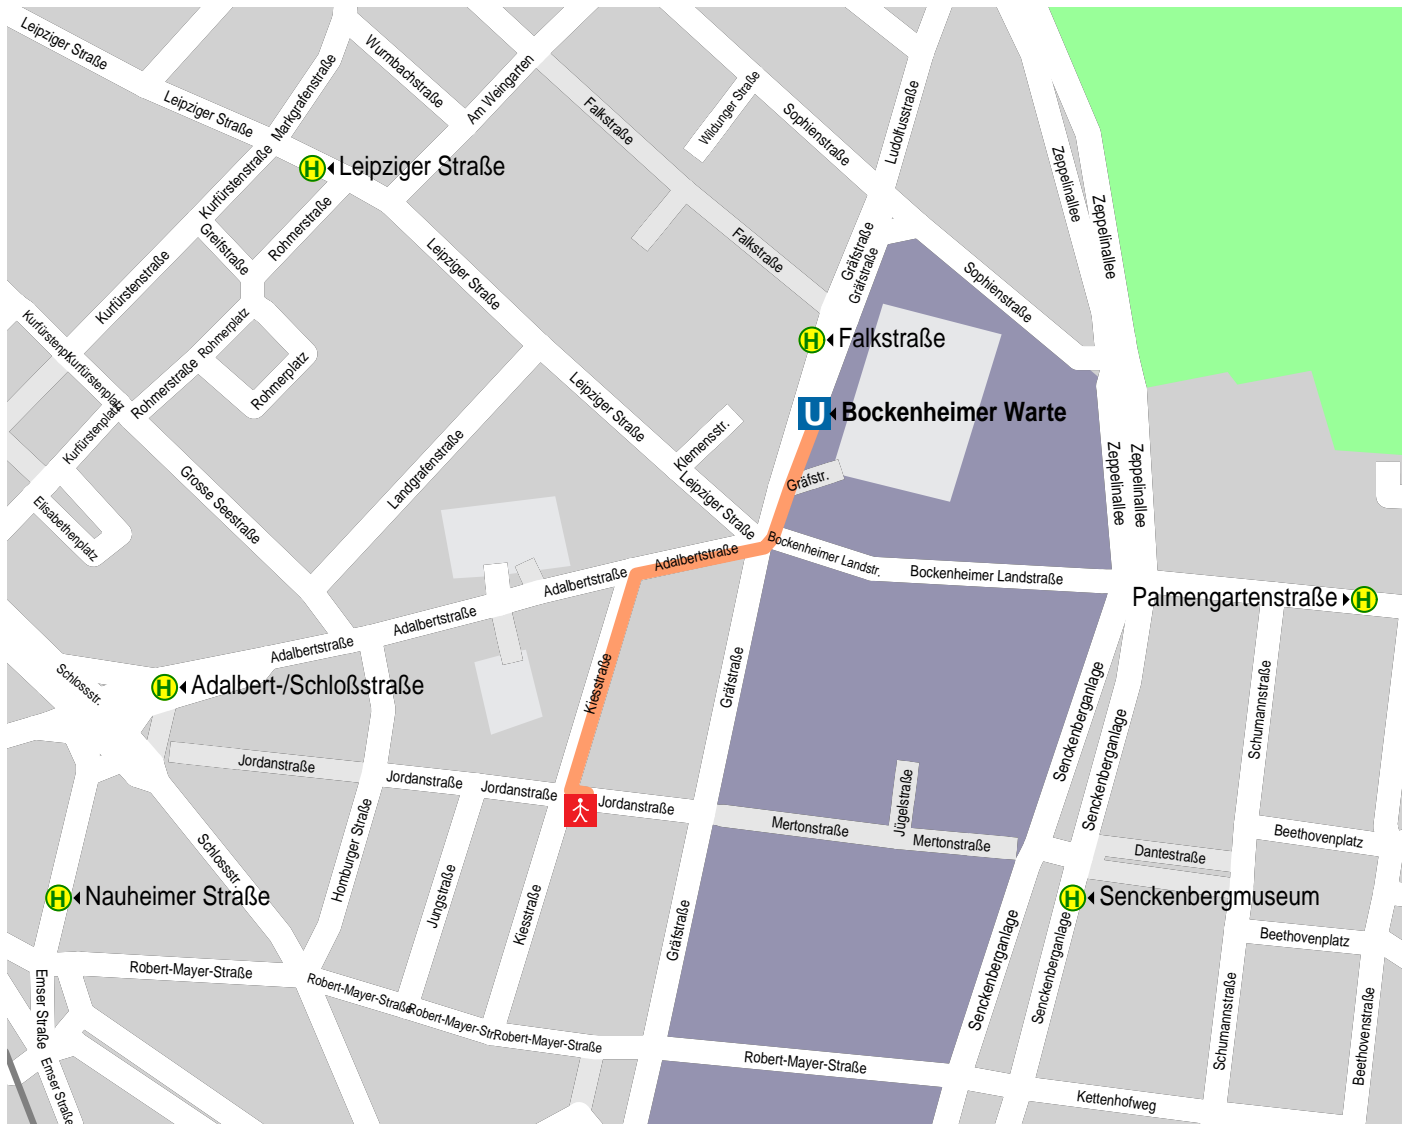 Leipziger Straße
Wurmbachstraße
Markgrafenstraße
Am Weingarten
Leipziger Straße
Falkstraße
Wildunger Straße
Sophienstraße
Ludolfusstraße
Zeppelinallee
Zeppelinallee
H
Leipziger Straße
Kurfürstenstraße
Rohmerstraße
Greifstraße
Leipziger Straße
Falkstraße
Gräfstraße
Gräfstraße
Sophienstraße
Kurfürstenstraße
Kurfürstenp
Kurfürstenplatz
Rohmerplatz
Rohmerplatz
Rohmerstraße
Kurfürstenplatz
H
Falkstraße
U
Bockenheimer Warte
Leipziger Straße
Klemensstr.
Landgrafenstraße
Grosse Seestraße
Elisabethenplatz
Leipziger Straße
Gräfstr.
Zeppelinallee
Zeppelinallee
Bockenheimer Landstr.
Bockenheimer Landstraße
Adalbertstraße
Adalbertstraße
Adalbertstraße
Adalbertstraße
Palmengartenstraße
H
Schlossstr.
H
Adalbert-/Schloßstraße
Kiesstraße
Gräfstraße
Senckenberganlage
Senckenberganlage
Schumannstraße
Jordanstraße
Jordanstraße
Jordanstraße
Jordanstraße
Mertonstraße
Jügelstraße
Mertonstraße
Dantestraße
Beethovenplatz
Schlossstr.
Homburger Straße
Jungstraße
Kiesstraße
Gräfstraße
H
Nauheimer Straße
H
Senckenbergmuseum
Senckenberganlage
Senckenberganlage
Beethovenplatz
Emser Straße
Robert-Mayer-Straße
Robert-Mayer-Straße
Robert-Mayer-Str
Robert-Mayer-Straße
Robert-Mayer-Straße
Schumannstraße
Beethovenstraße
Emser Straße
Kettenhofweg